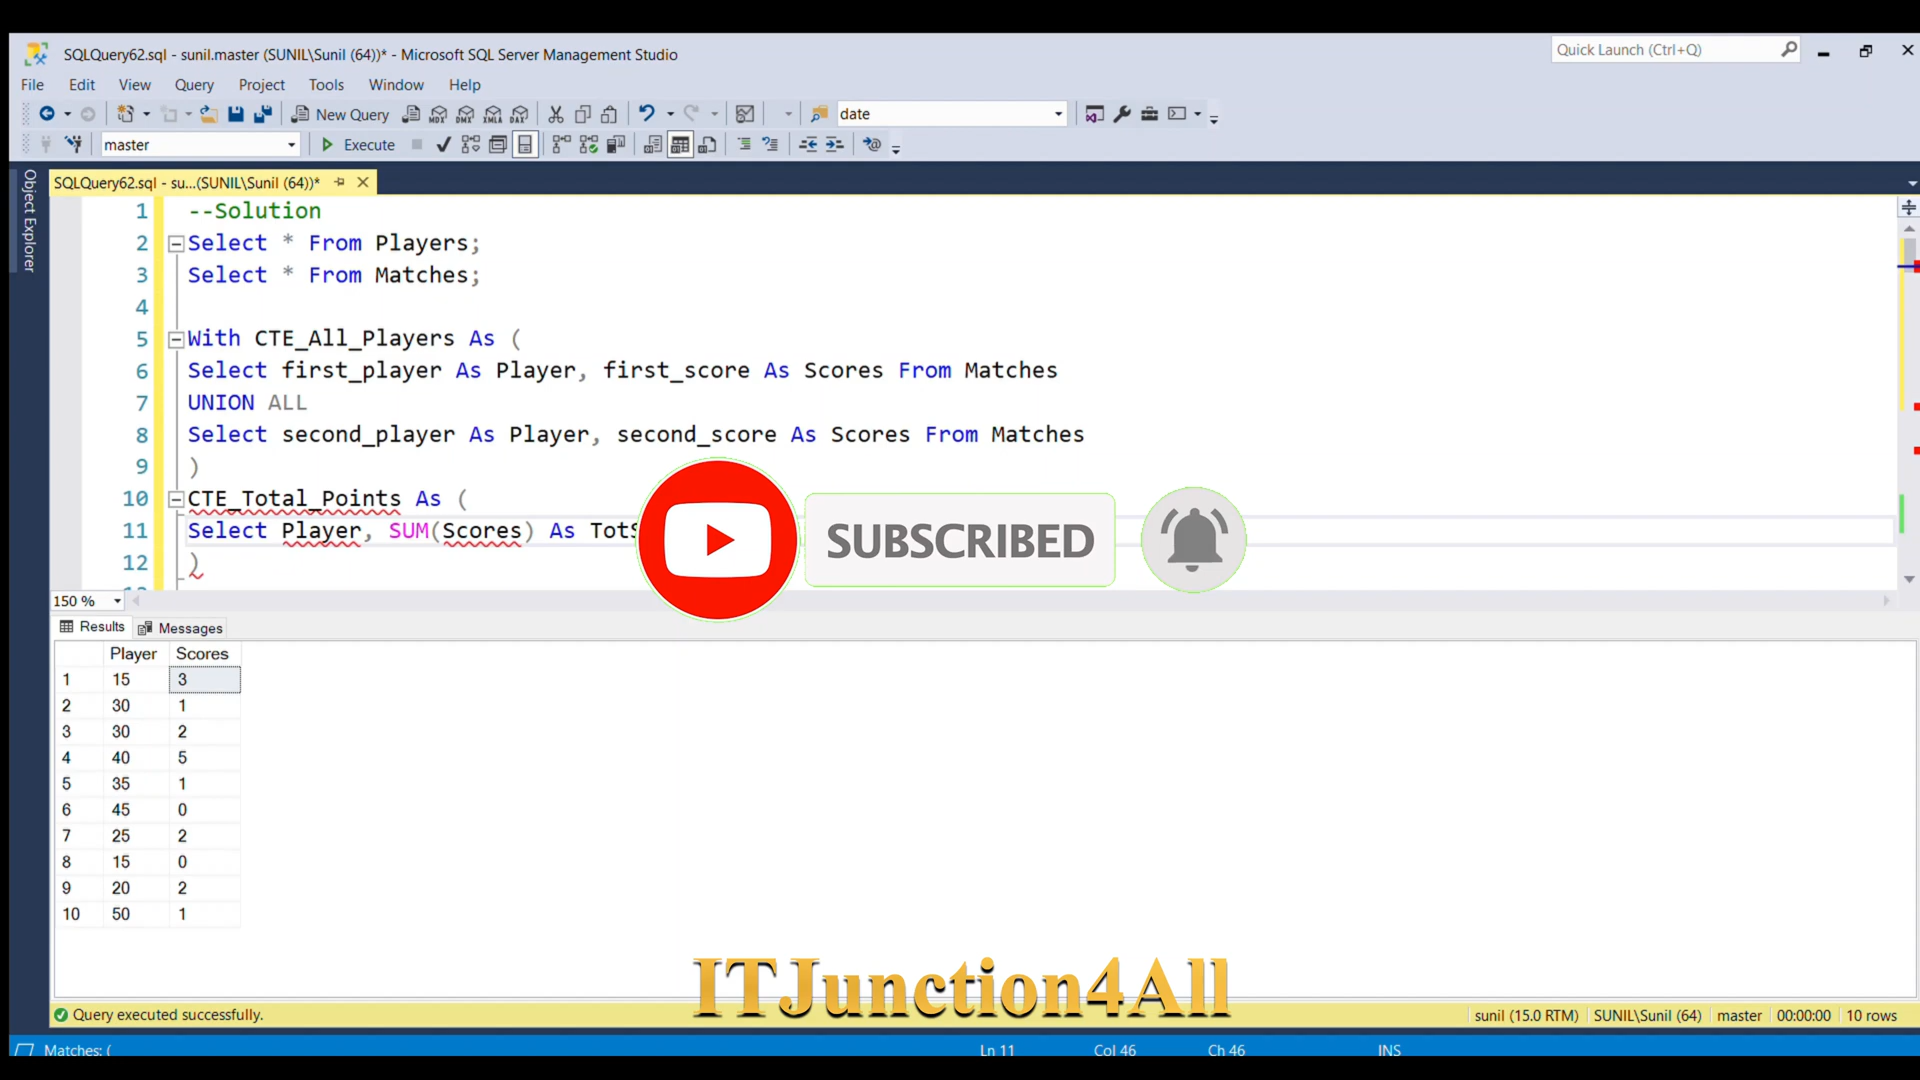 SQLQuery62.sql - sunil.master (SUNIL\Sunil (64))* - Microsoft SQL Server Management Studio
Quick Launch (Ctrl+Q)
File Edit View Query Project Tools Window Help
New Query MDX DMX XMLA DAX date
master Execute
Object Explorer
SQLQuery62.sql - su...(SUNIL\Sunil (64))*
1 --Solution
2 Select * From Players;
3 Select * From Matches;
4
5 With CTE_All_Players As (
6 Select first_player As Player, first_score As Scores From Matches
7 UNION ALL
8 Select second_player As Player, second_score As Scores From Matches
9 )
10 CTE_Total_Points As (
11 Select Player, SUM(Scores) As Tot
12 )
SUBSCRIBED
150 %
Results Messages
Player Scores
1 15 3
2 30 1
3 30 2
4 40 5
5 35 1
6 45 0
7 25 2
8 15 0
9 20 2
10 50 1
ITJunction4All
Query executed successfully.
sunil (15.0 RTM) SUNIL\Sunil (64) master 00:00:00 10 rows
Matches: (
Ln 11 Col 46 Ch 46 INS